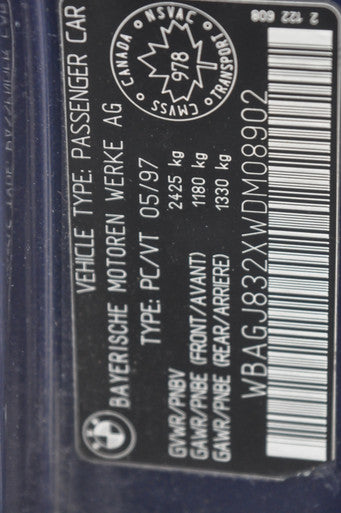 VEHICLE TYPE: PASSENGER CAR
BAYERISCHE MOTOREN WERKE AG
TYPE: PC/VT 05/97
GVWR/PNBV 2425 kg
GAWR/PNBE (FRONT/AVANT) 1180 kg
GAWR/PNBE (REAR/ARRIERE) 1330 kg
WBAGJ832XWDM08902
CANADA
NSVAC
TRANSPORT
CMVSS
978
2 122 608